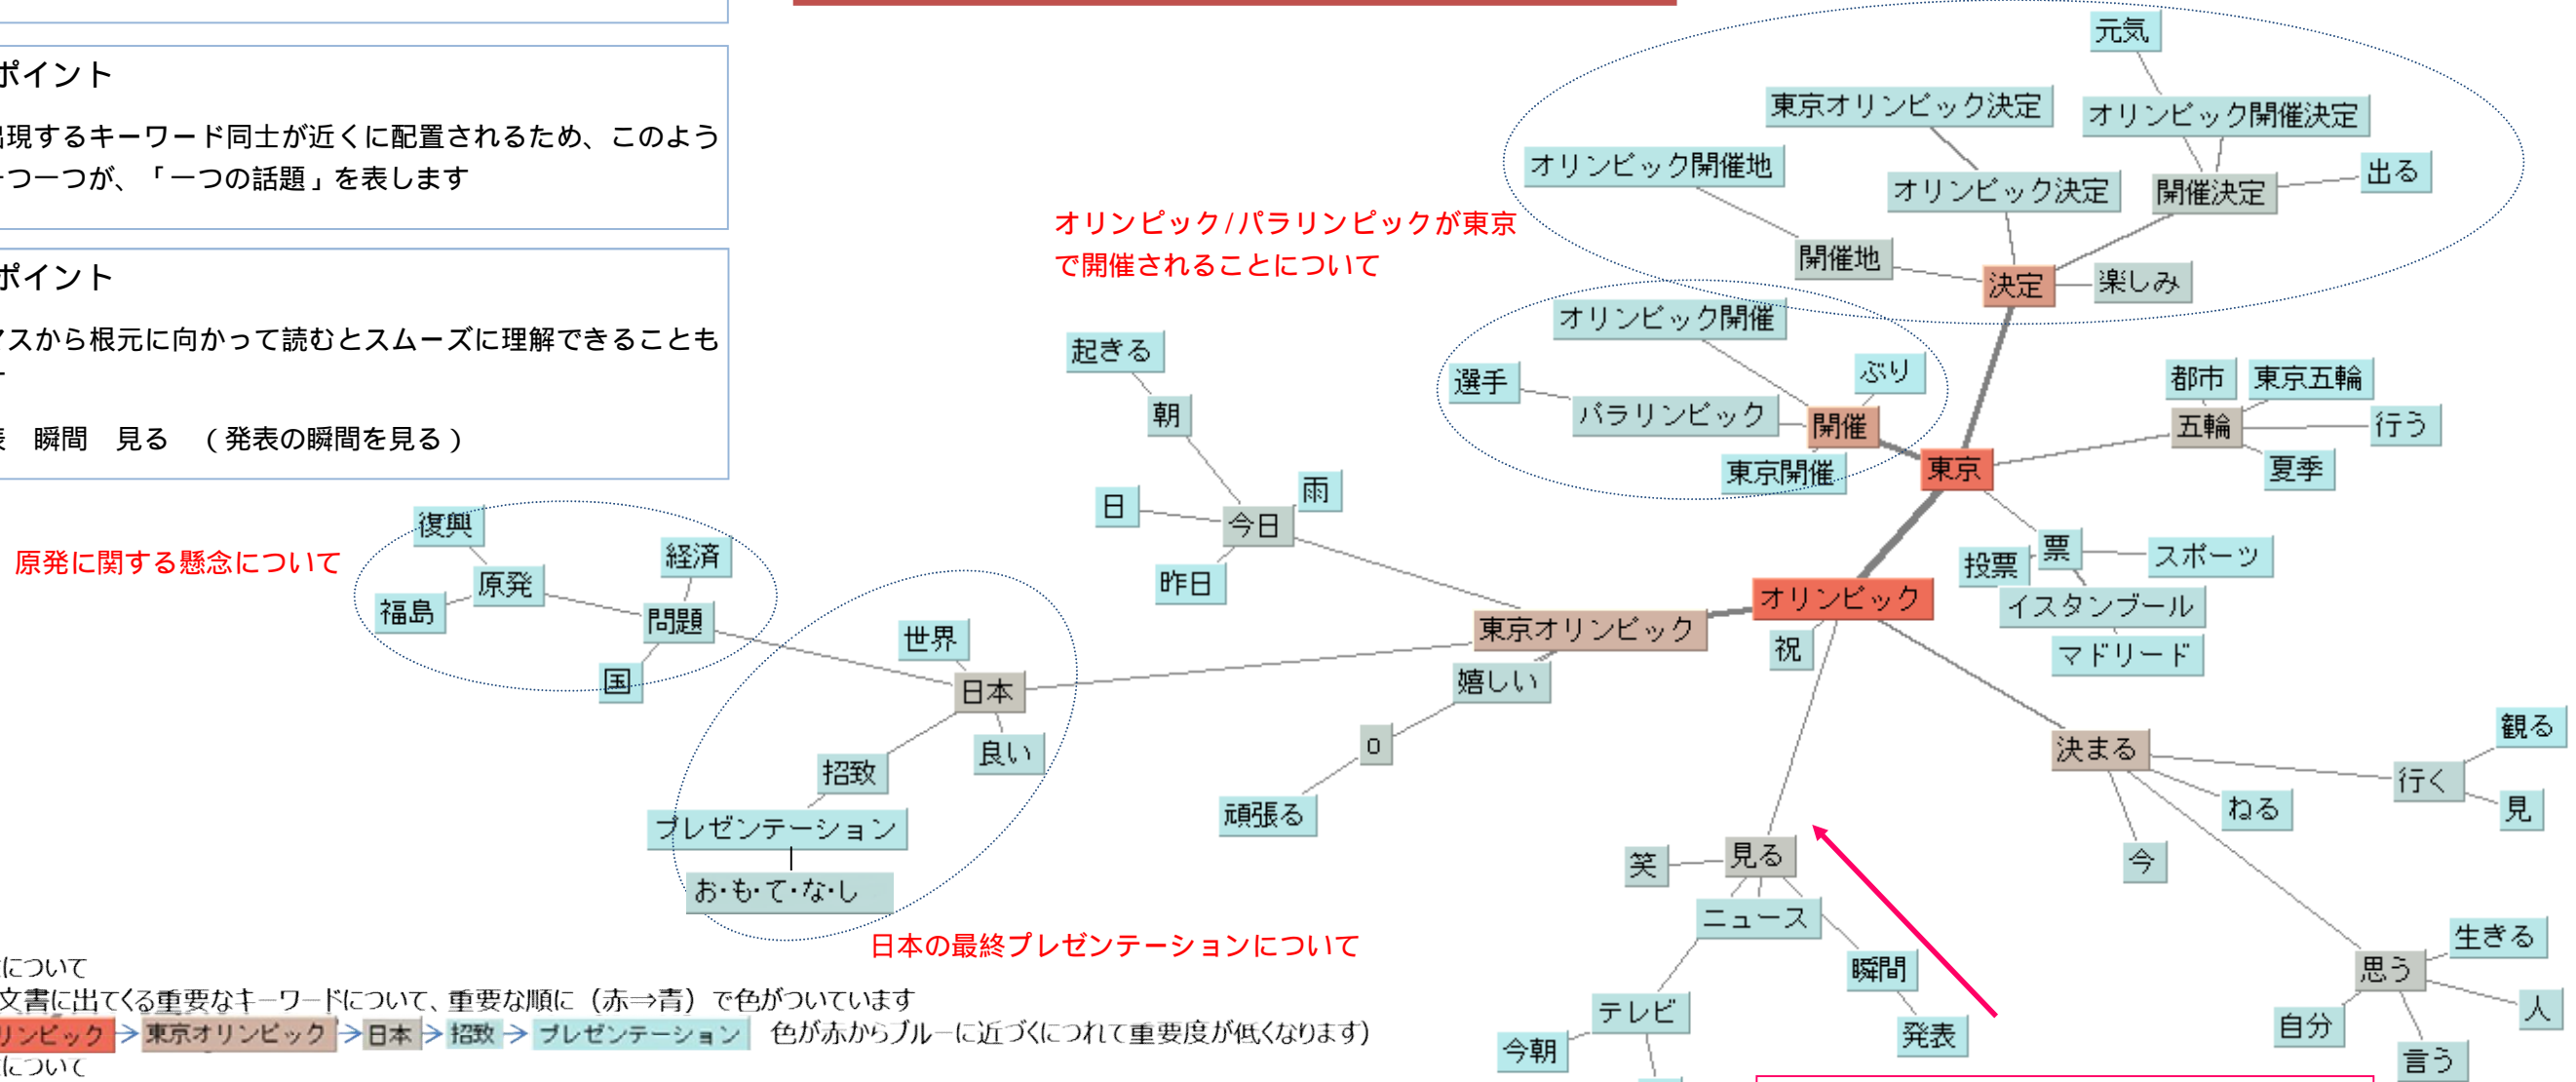 ポイント
出現するキーワード同士が近くに配置されるため、このよう
一つ一つが、「一つの話題」を表します
ポイント
マスから根元に向かって読むとスムーズに理解できることも
瞬間 見る （発表の瞬間を見る）
オリンピック/パラリンピックが東京
で開催されることについて
原発に関する懸念について
日本の最終プレゼンテーションについて
元気
東京オリンピック決定
オリンピック開催決定
オリンピック開催地
オリンピック決定
開催決定
出る
開催地
決定
楽しみ
オリンピック開催
ぶり
選手
パラリンピック
開催
東京開催
東京
都市
東京五輪
五輪
行う
夏季
票
投票
スポーツ
イスタンブール
マドリード
起きる
朝
日
今日
雨
昨日
復興
経済
原発
福島
問題
国
世界
日本
良い
招致
プレゼンテーション
お・も・て・な・し
東京オリンピック
オリンピック
祝
嬉しい
o
頑張る
決まる
観る
行く
見
ねる
今
笑
見る
ニュース
瞬間
テレビ
発表
今朝
思う
生きる
人
自分
言う
について
文書に出てくる重要なキーワードについて、重要な順に（赤⇒青）で色がついています
リンピック → 東京オリンピック → 日本 → 招致 → プレゼンテーション 色が赤からブルーに近づくにつれて重要度が低くなります）
について